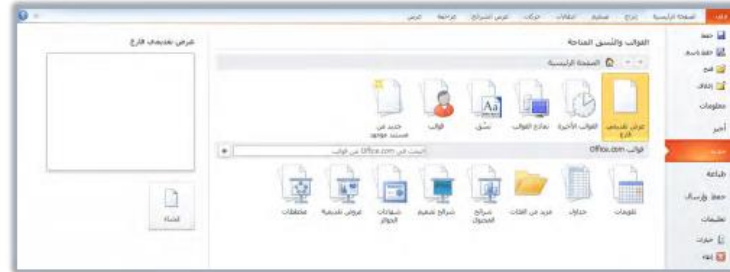 ملف الصفحة الرئيسية إدراج تصميم انتقالات حركات عرض الشرائح مراجعة عرض
حفظ
حفظ باسم
فتح
إغلاق
معلومات
أخير
جديد
طباعة
حفظ وإرسال
تعليمات
خيارات
إنهاء
القوالب والنُسق المتاحة
الصفحة الرئيسية
عرض تقديمي فارغ
القوالب الأخيرة
نماذج القوالب
نسُق
قوالب
جديد من مستند موجود
قوالب Office.com
البحث في Office.com عن قوالب
تقويمات
جداول
مزيد من الفئات
شرائح المحتوى
شرائح تصميم
شهادات الجوائز
عروض تقديمية
مخططات
عرض تقديمي فارغ
إنشاء